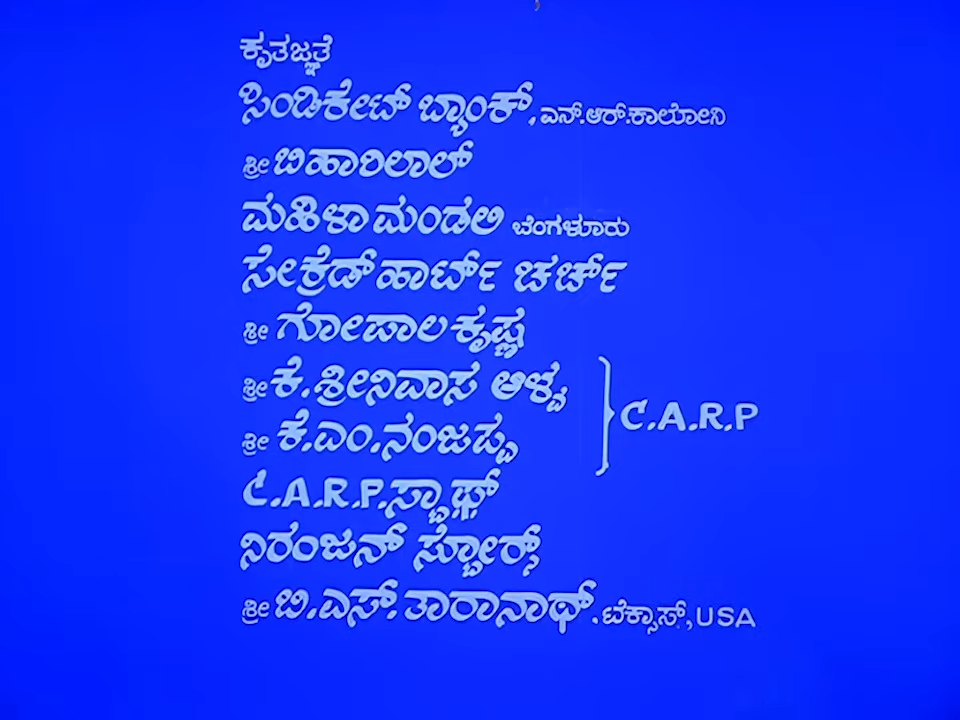 ಕೃತಜ್ಞತೆ
ಸಿಂಡಿಕೇಟ್ ಬ್ಯಾಂಕ್. ಎನ್.ಆರ್.ಕಾಲೋನಿ
ಶ್ರೀ ಬಿಹಾರಿಲಾಲ್
ಮಹಿಳಾ ಮಂಡಲಿ ಬೆಂಗಳೂರು
ಸೇಕ್ರೆಡ್ ಹಾರ್ಟ್ ಚರ್ಚ್
ಶ್ರೀ ಗೋಪಾಲಕೃಷ್ಣ
ಶ್ರೀ ಕೆ.ಶ್ರೀನಿವಾಸ ಆಳ್ವ
ಶ್ರೀ ಕೆ.ಎಂ.ನಂಜಪ್ಪ
C.A.R.P
C.A.R.P.ಸ್ಟಾಫ್
ನಿರಂಜನ್ ಸ್ಟೋರ್ಸ್
ಶ್ರೀ ಬಿ.ಎಸ್.ತಾರಾನಾಥ್.ಟೆಕ್ಸಾಸ್,USA